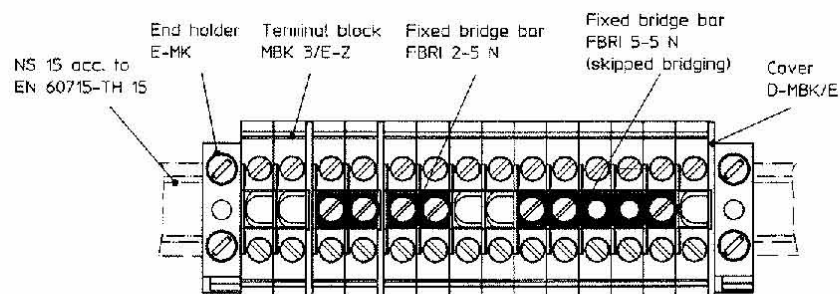 NS 15 acc. to
EN 60715-TH 15
End holder
E-MK
Terminal block
MBK 3/E-Z
Fixed bridge bar
FBRI 2-5 N
Fixed bridge bar
FBRI 5-5 N
(skipped bridging)
Cover
D-MBK/E